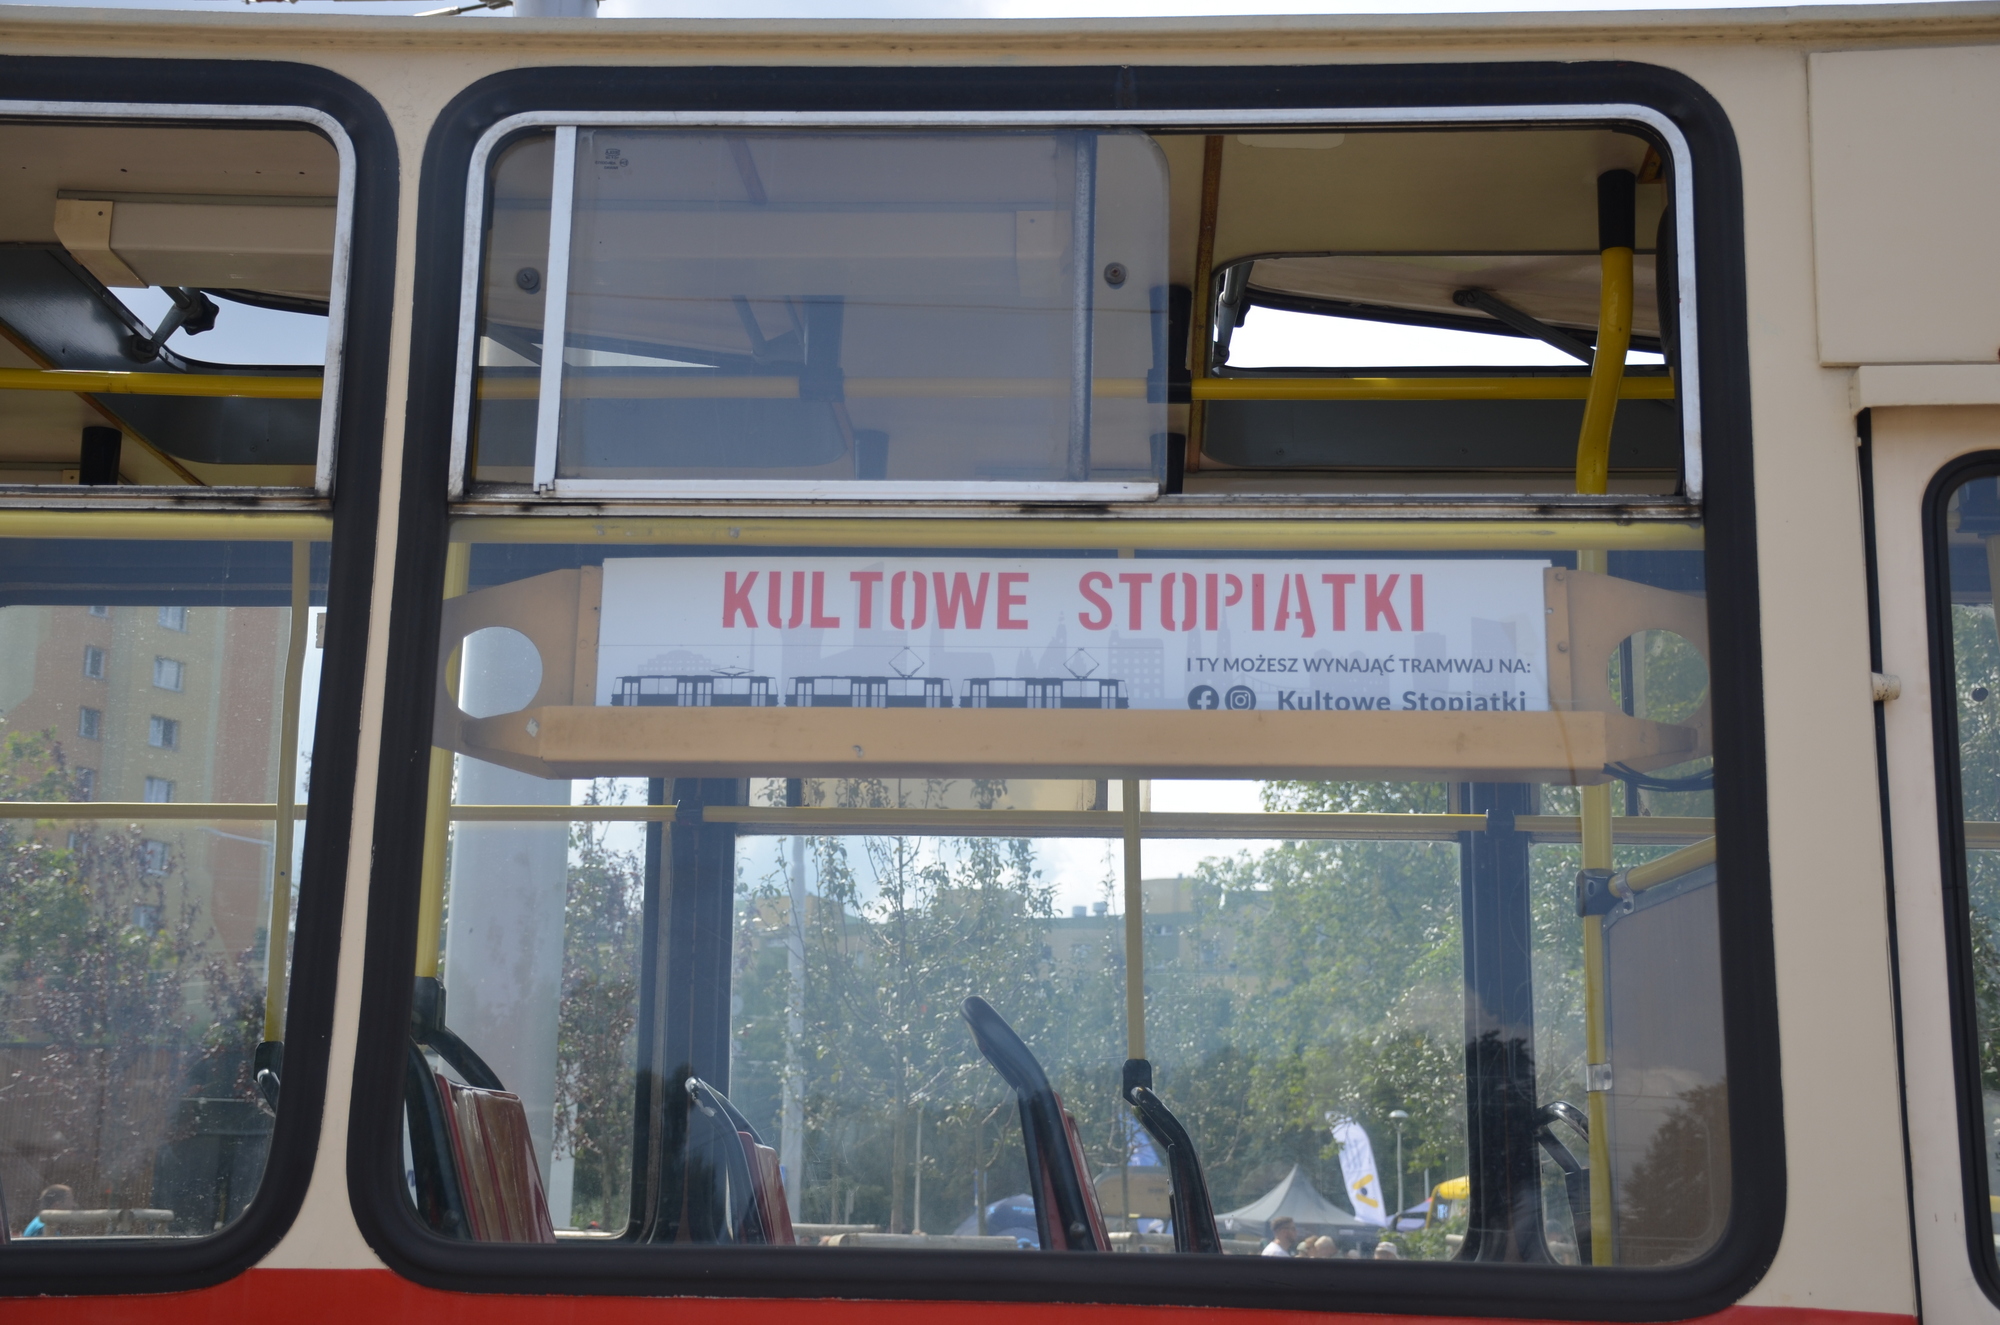 KULTOWE STOPIĄTKI
I TY MOŻESZ WYNAJĄĆ TRAMWAJ NA:
Kultowe Stopiątki